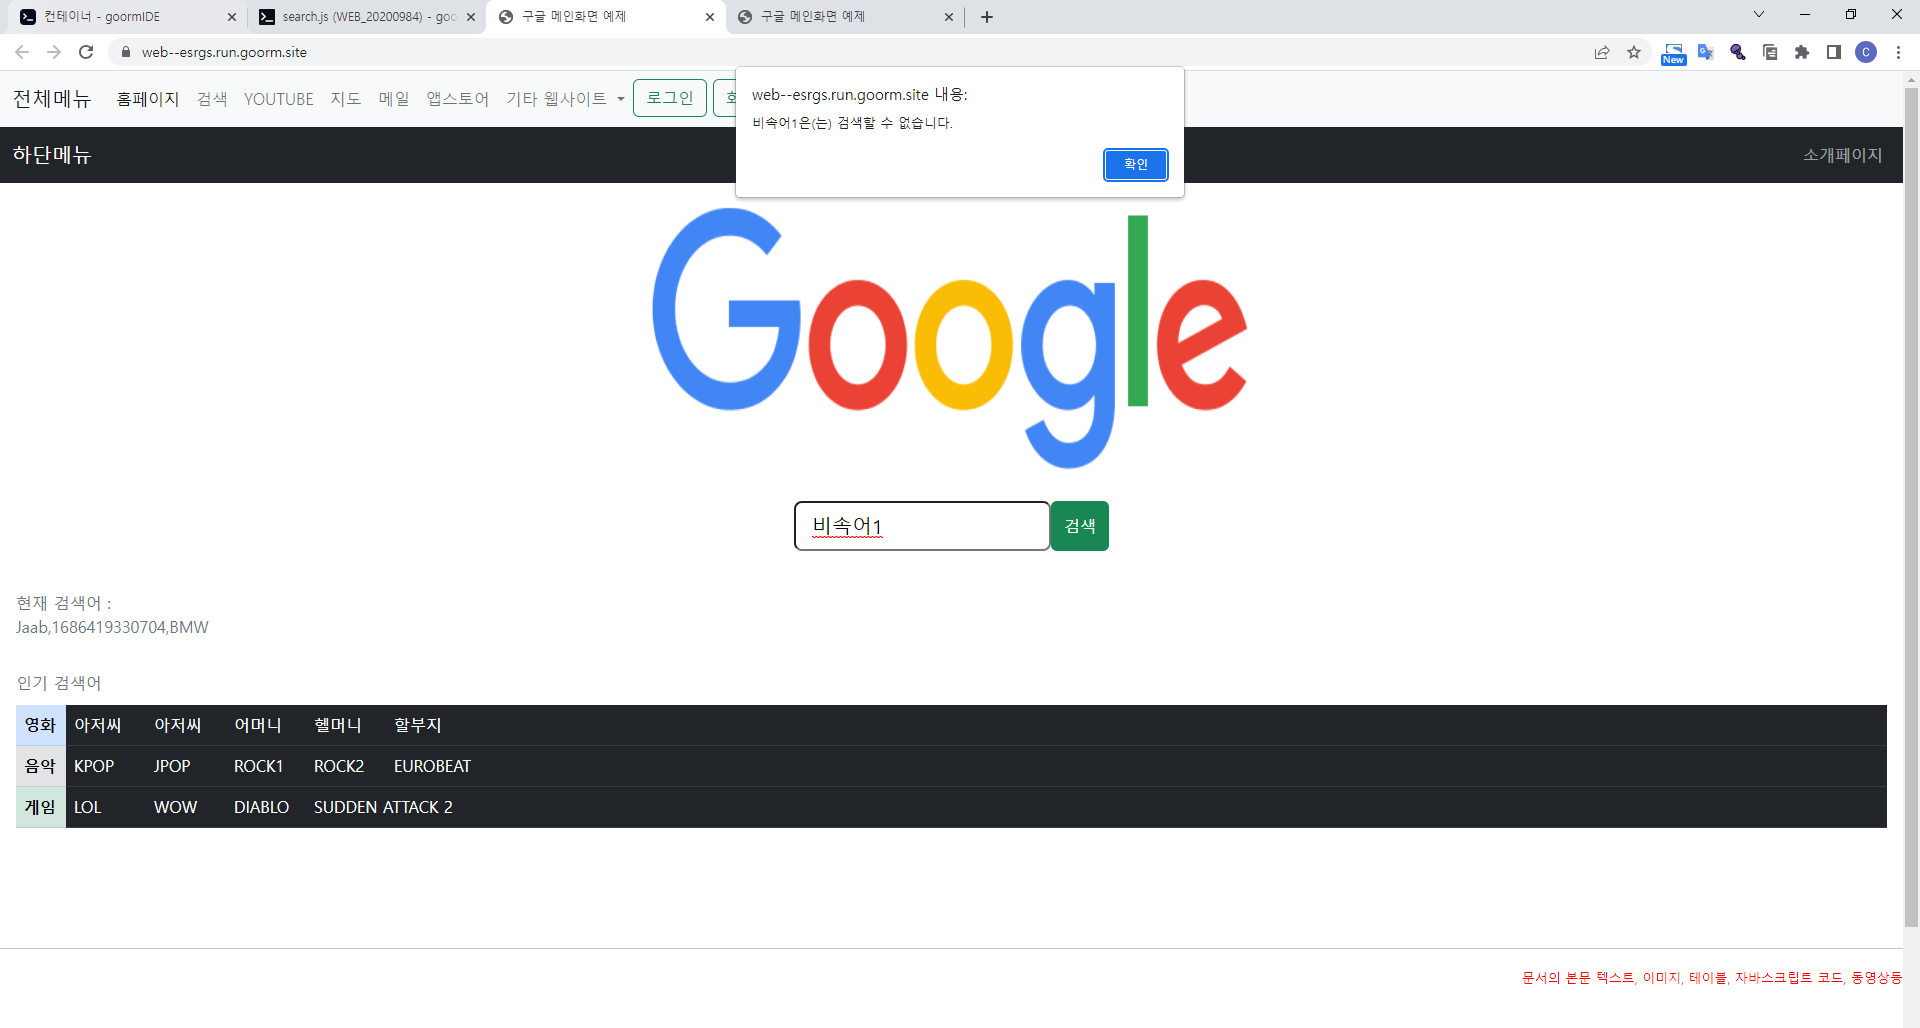 컨테이너 - goormIDE
search.js (WEB_20200984) - goo
구글 메인화면 예제
구글 메인화면 예제
web--esrgs.run.goorm.site
New
C
전체메뉴 홈페이지 검색 YOUTUBE 지도 메일 앱스토어 기타 웹사이트 로그인
web--esrgs.run.goorm.site 내용:
비속어1은(는) 검색할 수 없습니다.
확인
하단메뉴 소개페이지
Google
비속어1 검색
현재 검색어 :
Jaab,1686419330704,BMW
인기 검색어
영화 아저씨 아저씨 어머니 헬머니 할부지
음악 KPOP JPOP ROCK1 ROCK2 EUROBEAT
게임 LOL WOW DIABLO SUDDEN ATTACK 2
문서의 본문 텍스트, 이미지, 테이블, 자바스크립트 코드, 동영상등